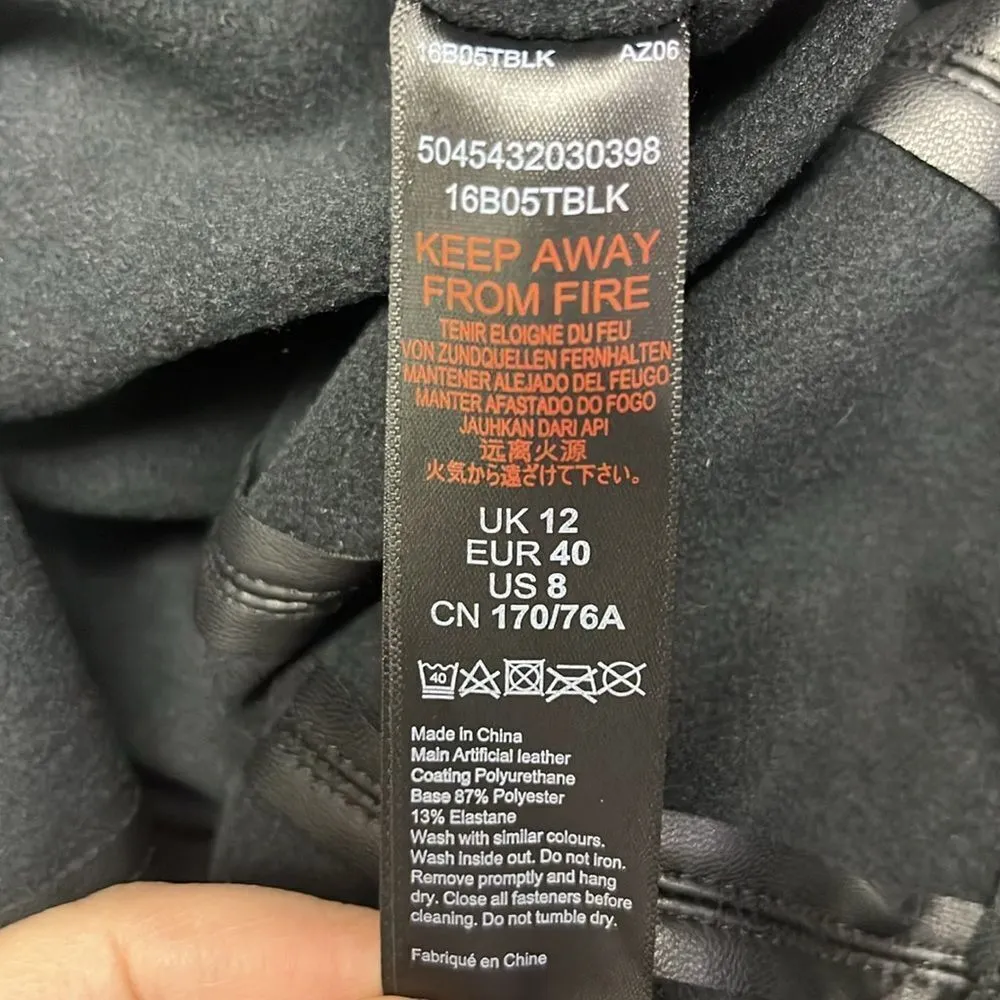 16B05TBLK AZ06
5045432030398
16B05TBLK
KEEP AWAY
FROM FIRE
TENIR ELOIGNE DU FEU
VON ZUNDQUELLEN FERNHALTEN
MANTENER ALEJADO DEL FEUGO
MANTER AFASTADO DO FOGO
JAUHKAN DARI API
远离火源
火気から遠ざけて下さい。
UK 12
EUR 40
US 8
CN 170/76A
40
Made in China
Main Artificial leather
Coating Polyurethane
Base 87% Polyester
13% Elastane
Wash with similar colours.
Wash inside out. Do not iron.
Remove promptly and hang
dry. Close all fasteners before
cleaning. Do not tumble dry.
Fabriqué en Chine